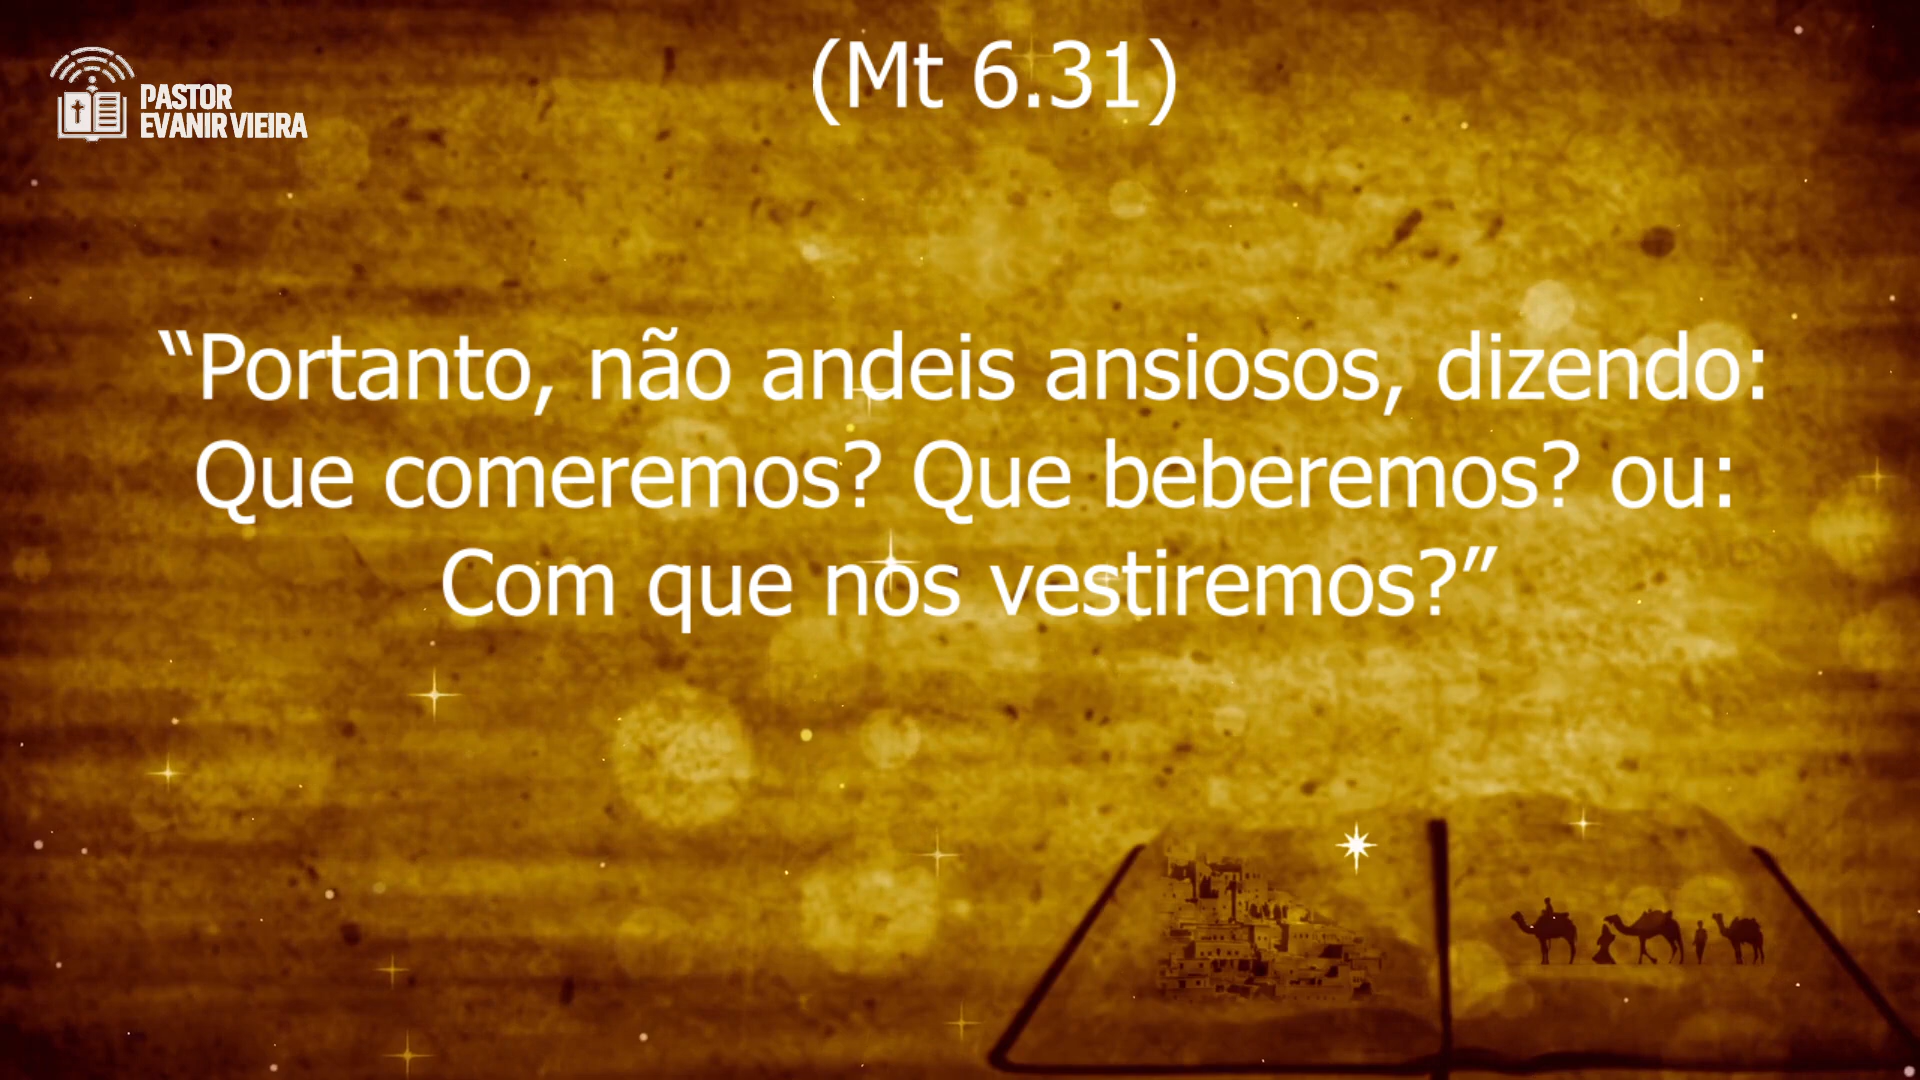 (Mt 6.31)
PASTOR
EVANIR VIEIRA
“Portanto, não andeis ansiosos, dizendo:
Que comeremos? Que beberemos? ou:
Com que nos vestiremos?”